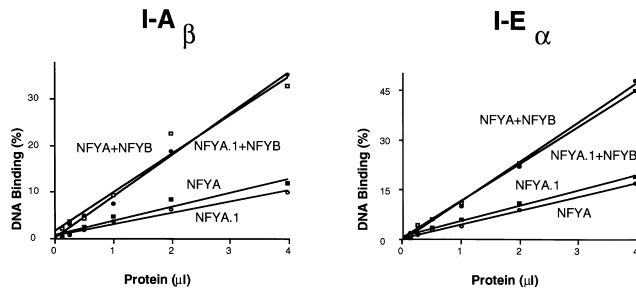 I-A β
30
20
10
0
DNA Binding (%)
NFYA+NFYB
NFYA.1+NFYB
NFYA
NFYA.1
0
1
2
3
4
Protein (μl)
I-E α
45
30
15
0
DNA Binding (%)
NFYA+NFYB
NFYA.1+NFYB
NFYA.1
NFYA
0
1
2
3
4
Protein (μl)